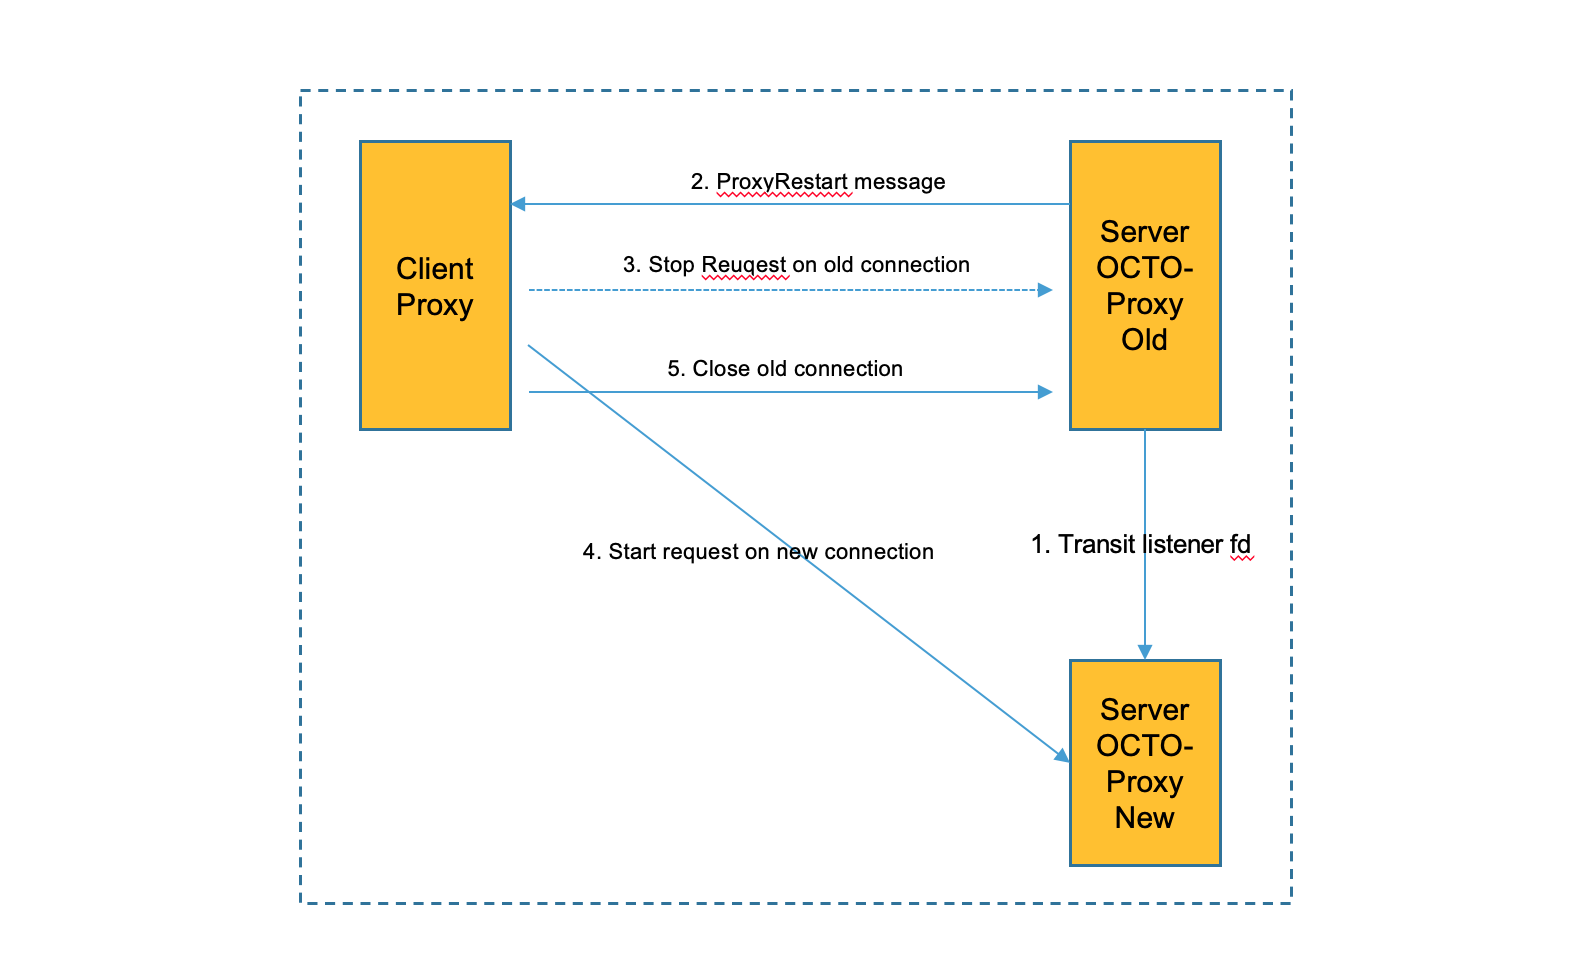 2. ProxyRestart message
Client
Proxy
Server
OCTO-
Proxy
Old
3. Stop Reuqest on old connection
5. Close old connection
4. Start request on new connection
1. Transit listener fd
Server
OCTO-
Proxy
New